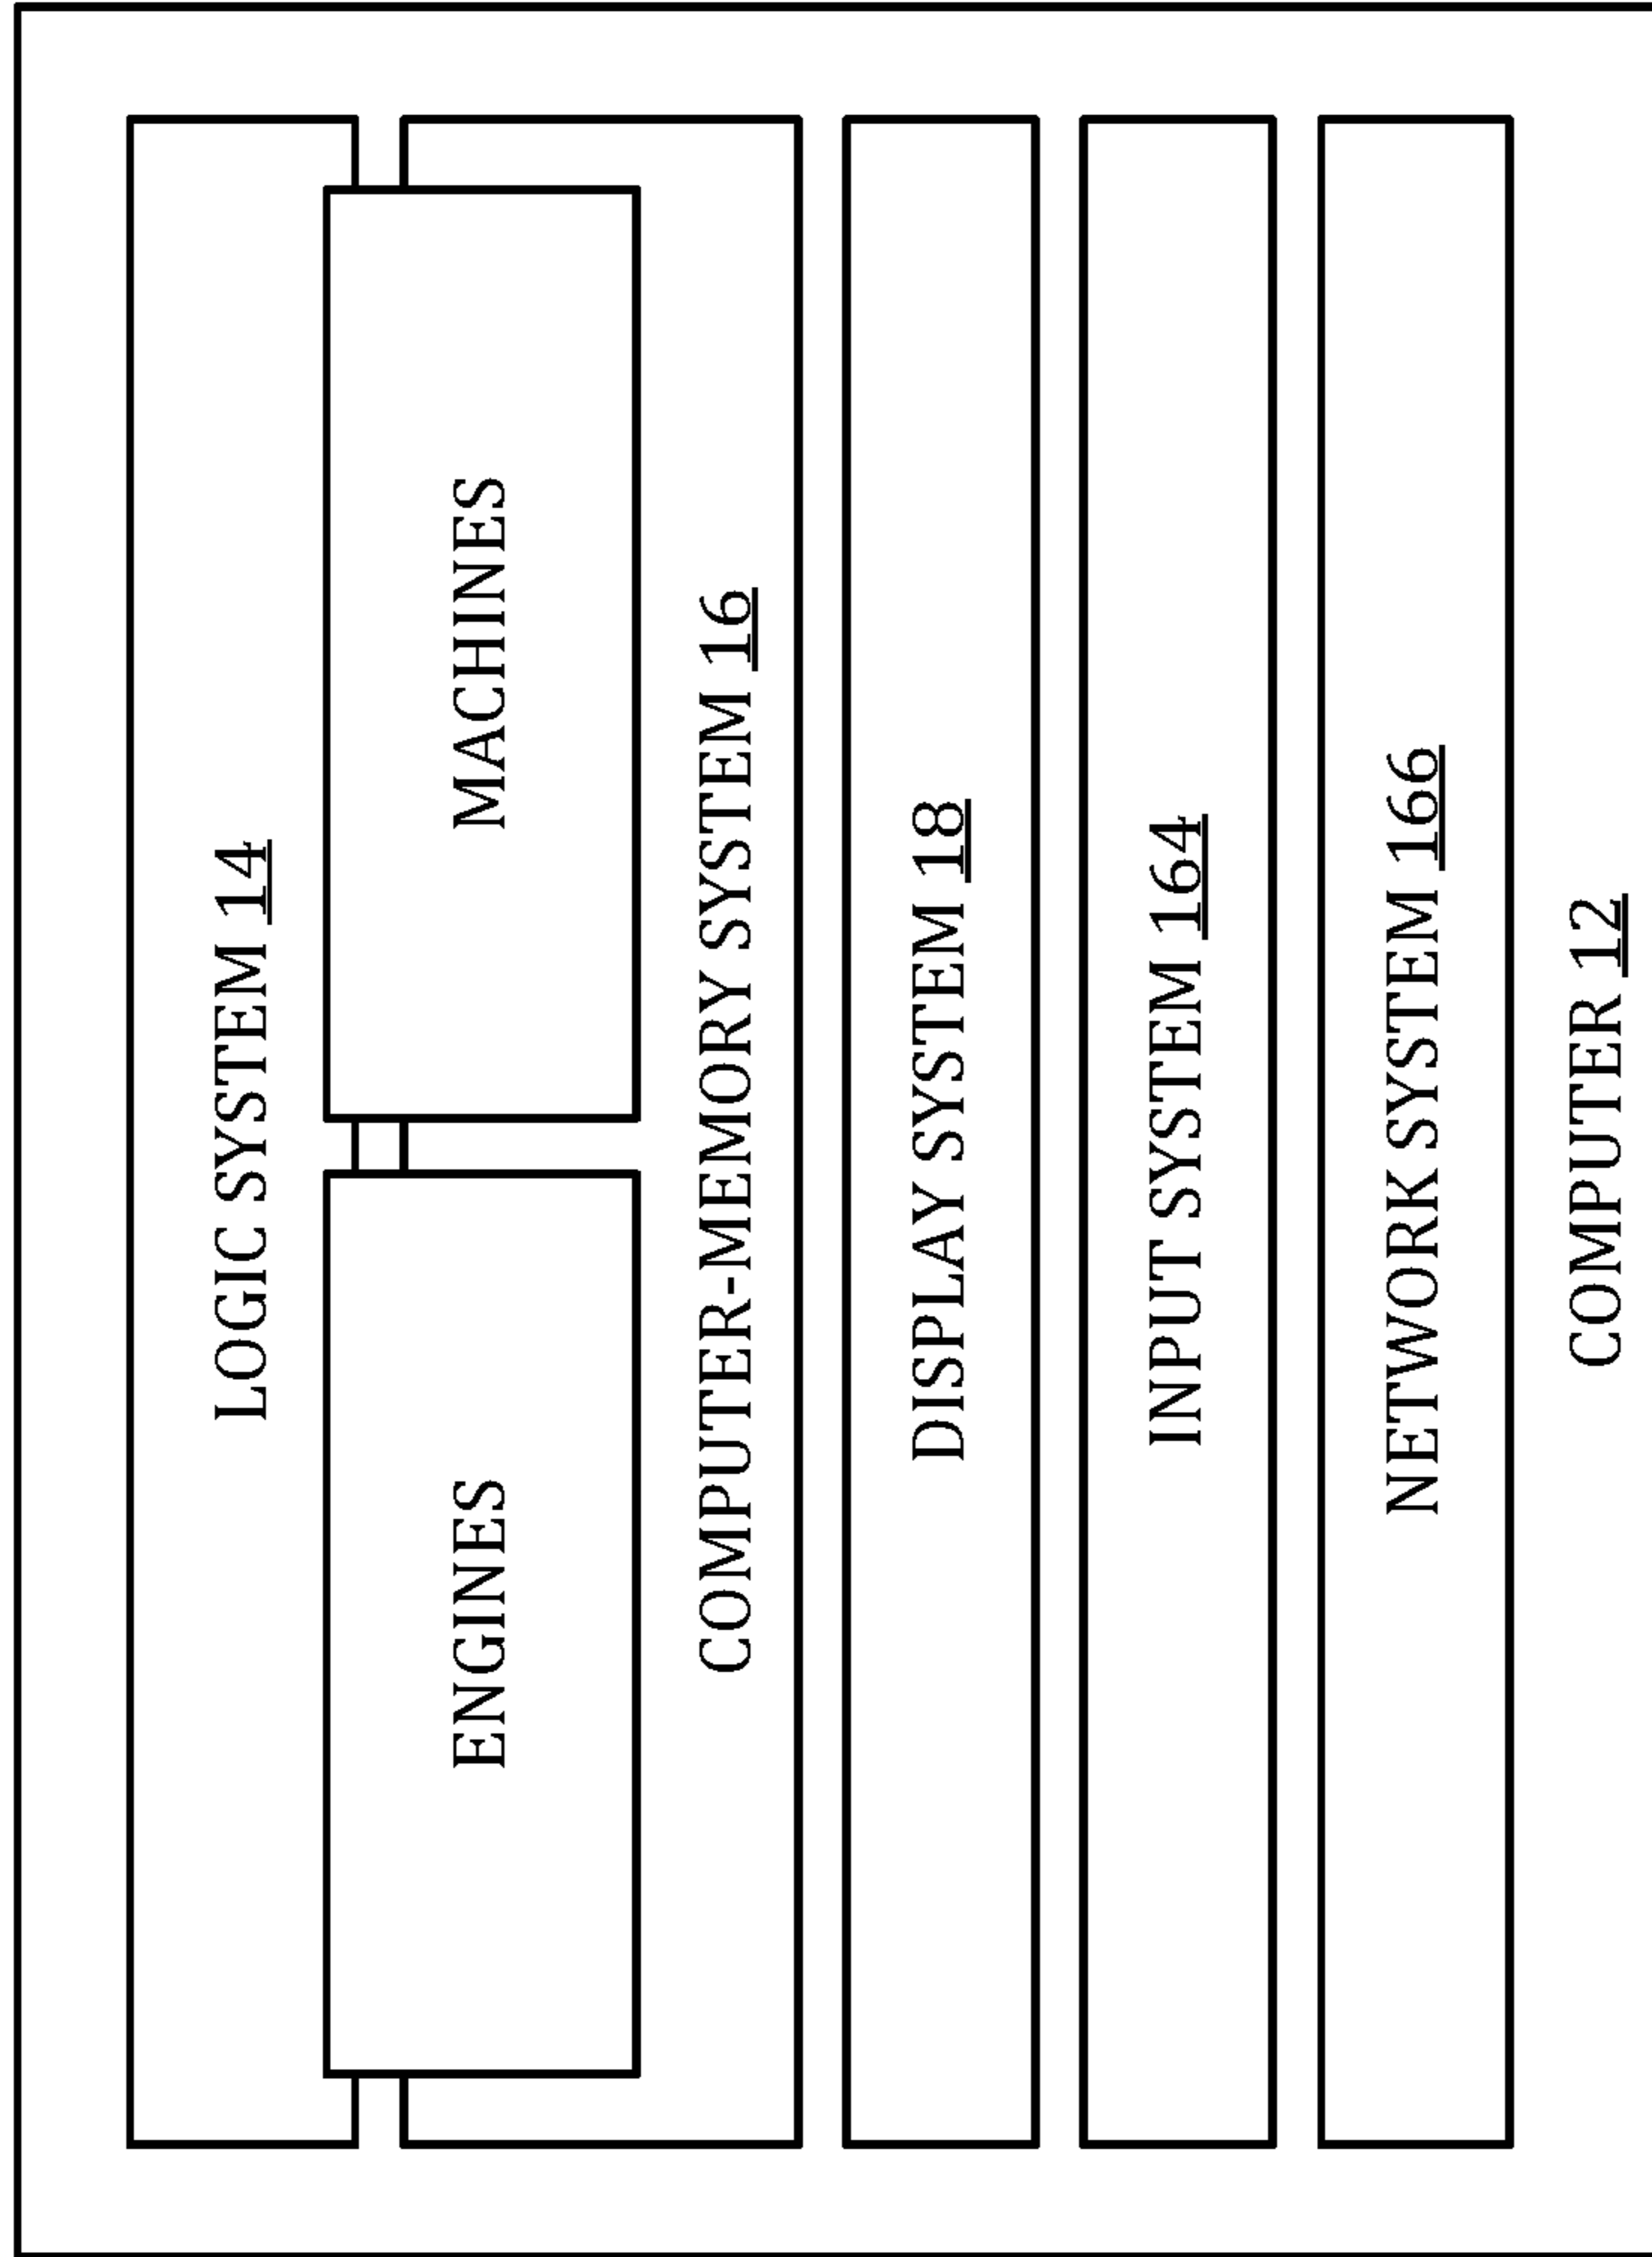 LOGIC SYSTEM 14
ENGINES
MACHINES
COMPUTER-MEMORY SYSTEM 16
DISPLAY SYSTEM 18
INPUT SYSTEM 164
NETWORK SYSTEM 166
COMPUTER 12